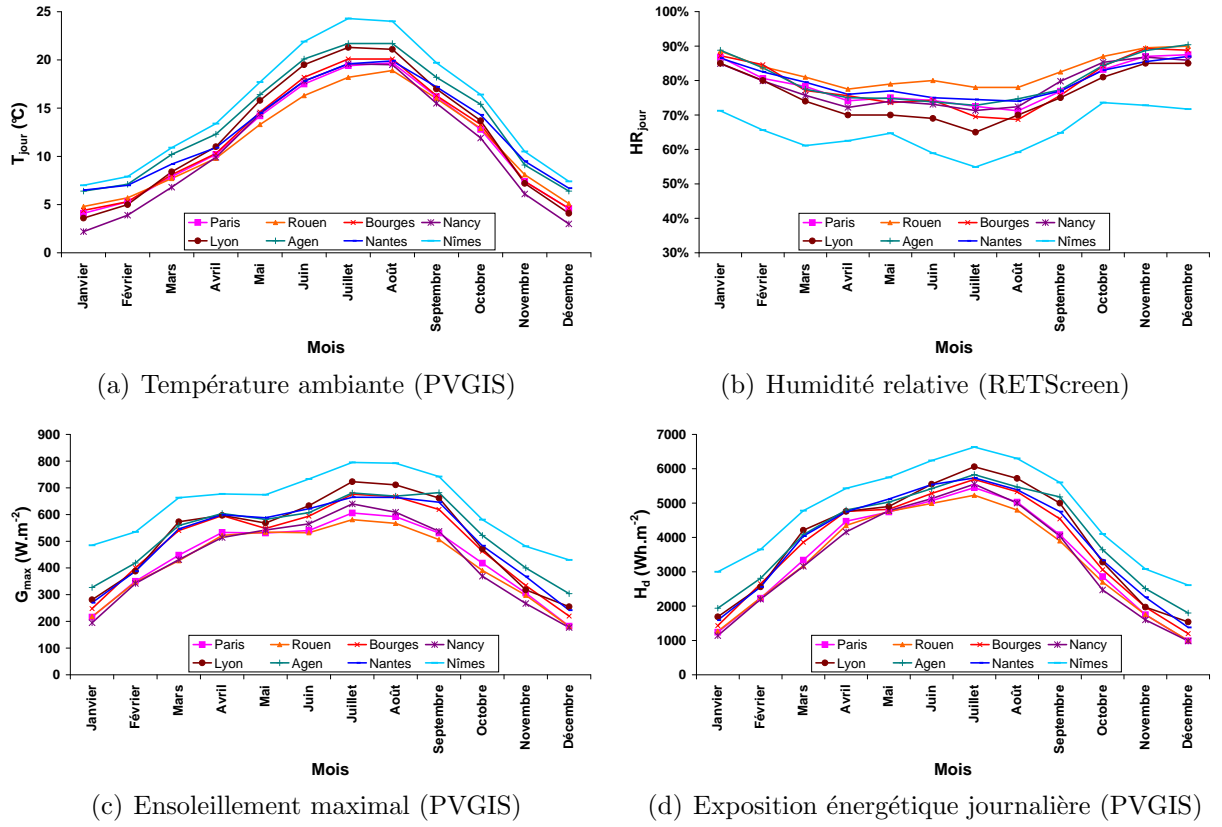 25
20
15
10
5
0
T_jour (°C)
Paris Rouen Bourges Nancy
Lyon Agen Nantes Nîmes
Janvier Février Mars Avril Mai Juin Juillet Août Septembre Octobre Novembre Décembre
Mois
(a) Température ambiante (PVGIS)
100%
90%
80%
70%
60%
50%
40%
30%
HR_jour
Paris Rouen Bourges Nancy
Lyon Agen Nantes Nîmes
Janvier Février Mars Avril Mai Juin Juillet Août Septembre Octobre Novembre Décembre
Mois
(b) Humidité relative (RETScreen)
900
800
700
600
500
400
300
200
100
0
G_max (W.m⁻²)
Paris Rouen Bourges Nancy
Lyon Agen Nantes Nîmes
Janvier Février Mars Avril Mai Juin Juillet Août Septembre Octobre Novembre Décembre
Mois
(c) Ensoleillement maximal (PVGIS)
7000
6000
5000
4000
3000
2000
1000
0
H_d (Wh.m⁻²)
Paris Rouen Bourges Nancy
Lyon Agen Nantes Nîmes
Janvier Février Mars Avril Mai Juin Juillet Août Septembre Octobre Novembre Décembre
Mois
(d) Exposition énergétique journalière (PVGIS)